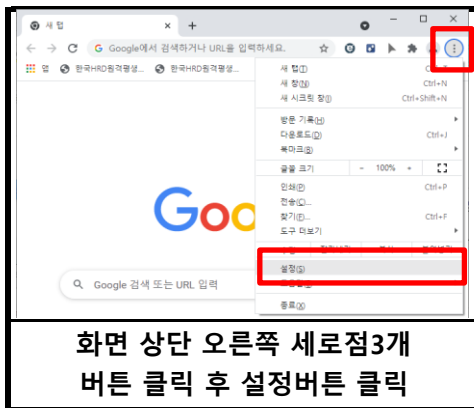 새 탭
Google에서 검색하거나 URL을 입력하세요.
앱 한국HRD원격평생... 한국HRD원격평생...
새 탭(T)
새 창(N) Ctrl+N
새 시크릿 창(I) Ctrl+Shift+N
방문 기록(H)
다운로드(D) Ctrl+J
북마크(B)
글꼴 크기 - 100% +
인쇄(P) Ctrl+P
전송(C)...
찾기(F)... Ctrl+F
도구 더보기
설정(S)
종료(X)
Goo
Google 검색 또는 URL 입력
화면 상단 오른쪽 세로점3개
버튼 클릭 후 설정버튼 클릭